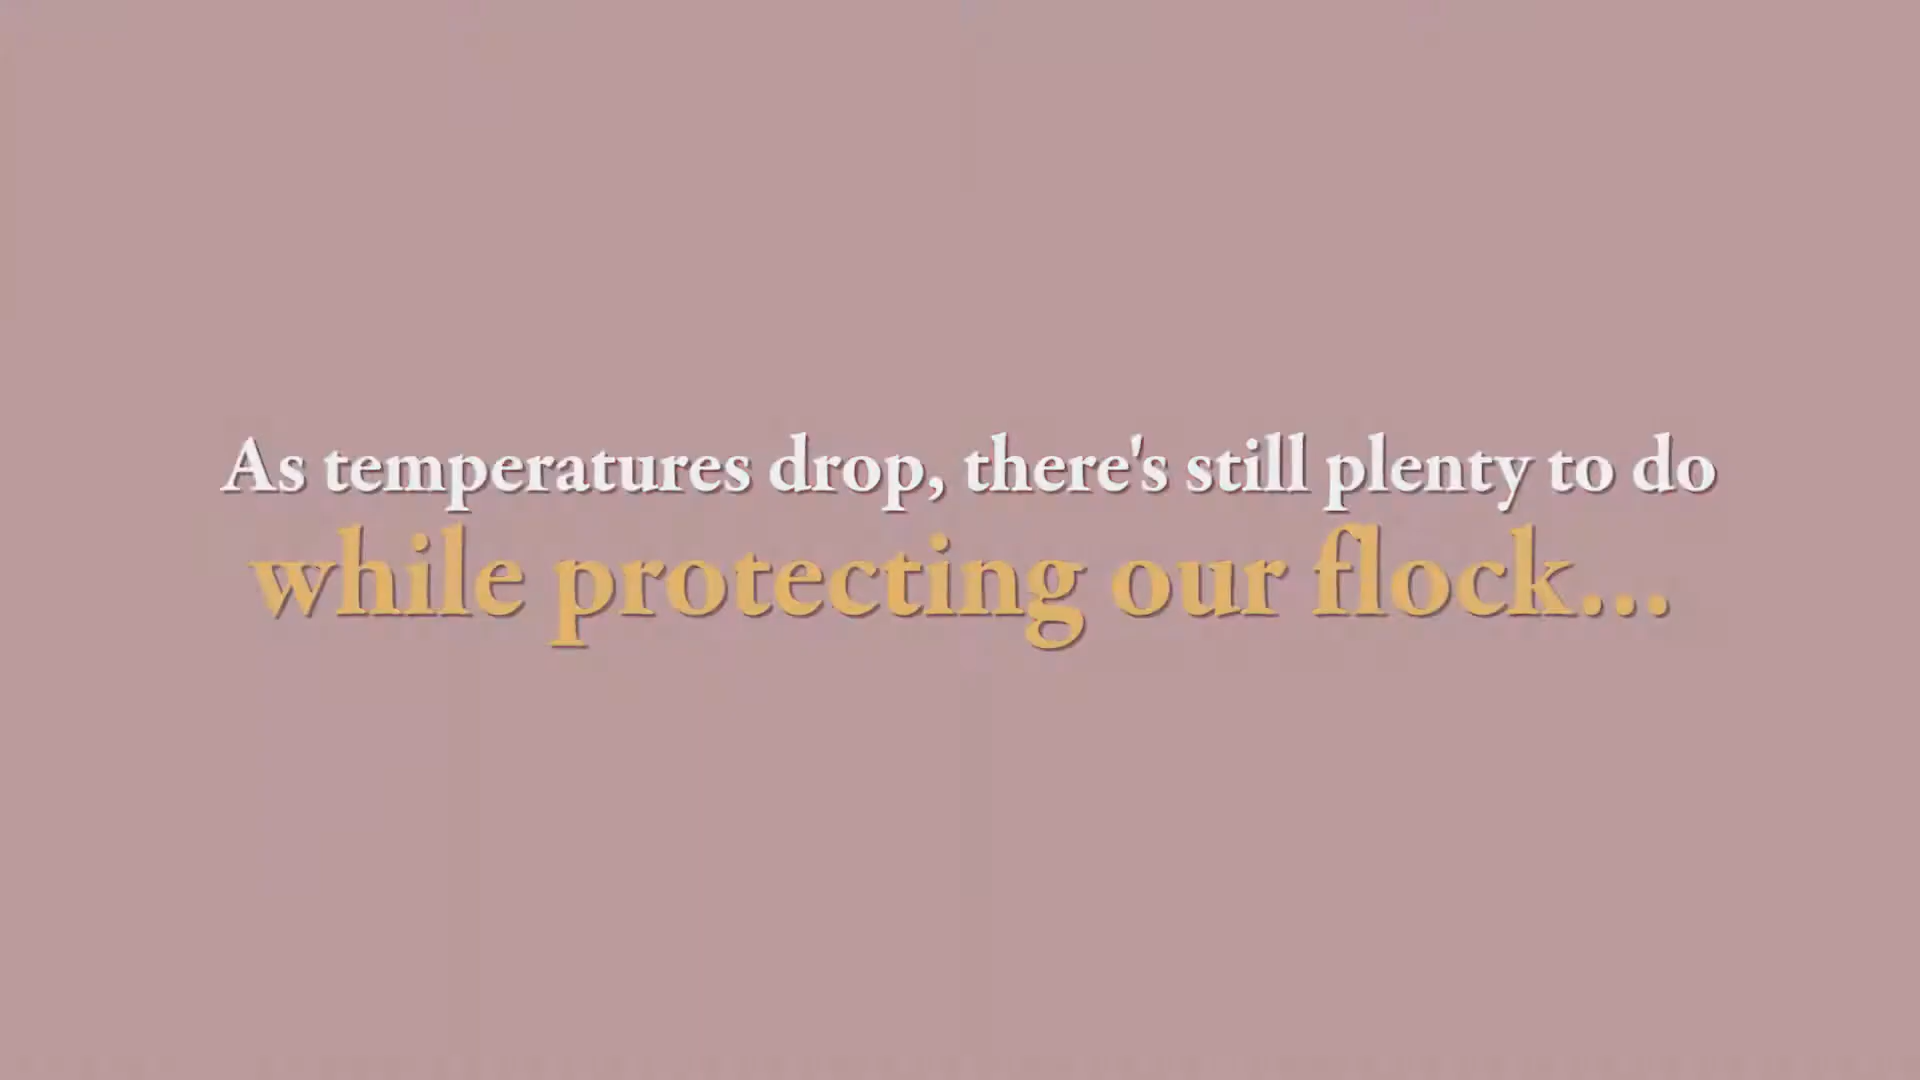 As temperatures drop, there's still plenty to do
while protecting our flock...